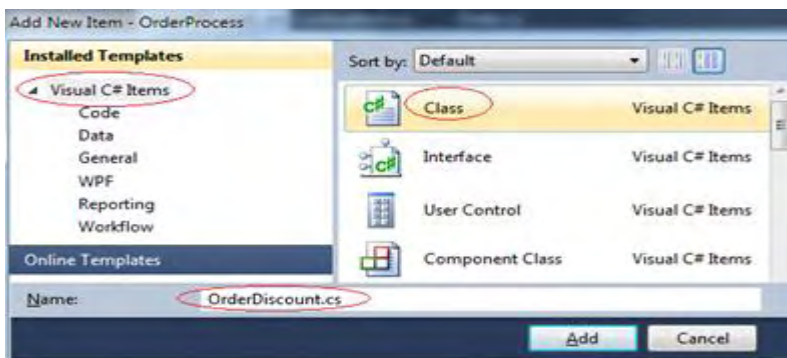 Add New Item - OrderProcess
Installed Templates
Sort by: Default
Visual C# Items
Code
Data
General
WPF
Reporting
Workflow
Online Templates
Class Visual C# Items
Interface Visual C# Items
User Control Visual C# Items
Component Class Visual C# Items
Name: OrderDiscount.cs
Add Cancel